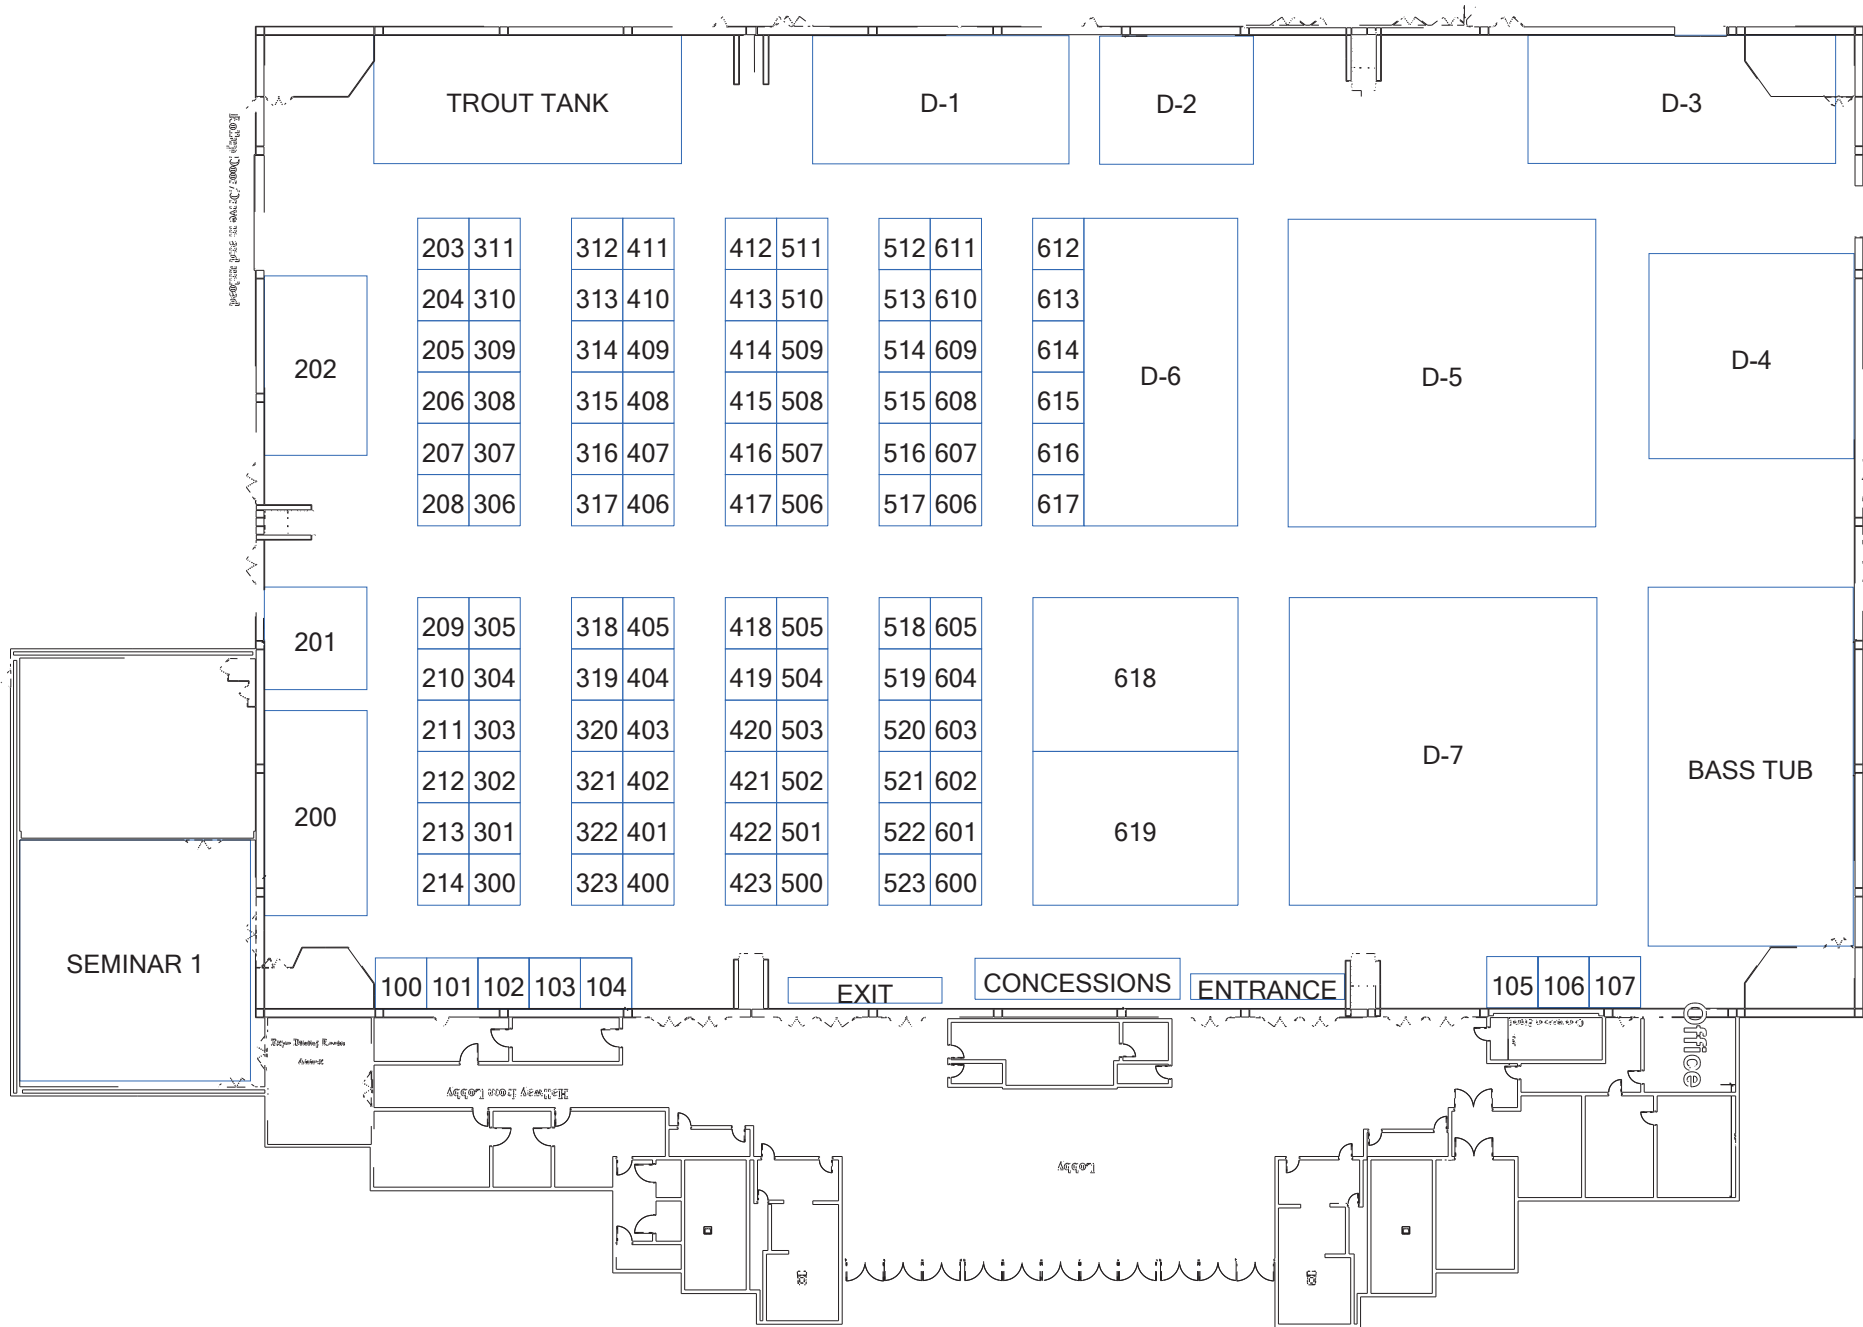 TROUT TANK
D-1
D-2
D-3
203 311 312 411 412 511 512 611 612
204 310 313 410 413 510 513 610 613
205 309 314 409 414 509 514 609 614
202
D-6
D-5
D-4
206 308 315 408 415 508 515 608 615
207 307 316 407 416 507 516 607 616
208 306 317 406 417 506 517 606 617
209 305 318 405 418 505 518 605
201
210 304 319 404 419 504 519 604
618
211 303 320 403 420 503 520 603
D-7
212 302 321 402 421 502 521 602
BASS TUB
200
213 301 322 401 422 501 522 601
619
214 300 323 400 423 500 523 600
SEMINAR 1
100 101 102 103 104
EXIT
CONCESSIONS
ENTRANCE
105 106 107
Office
Hallway from Lobby
Lobby